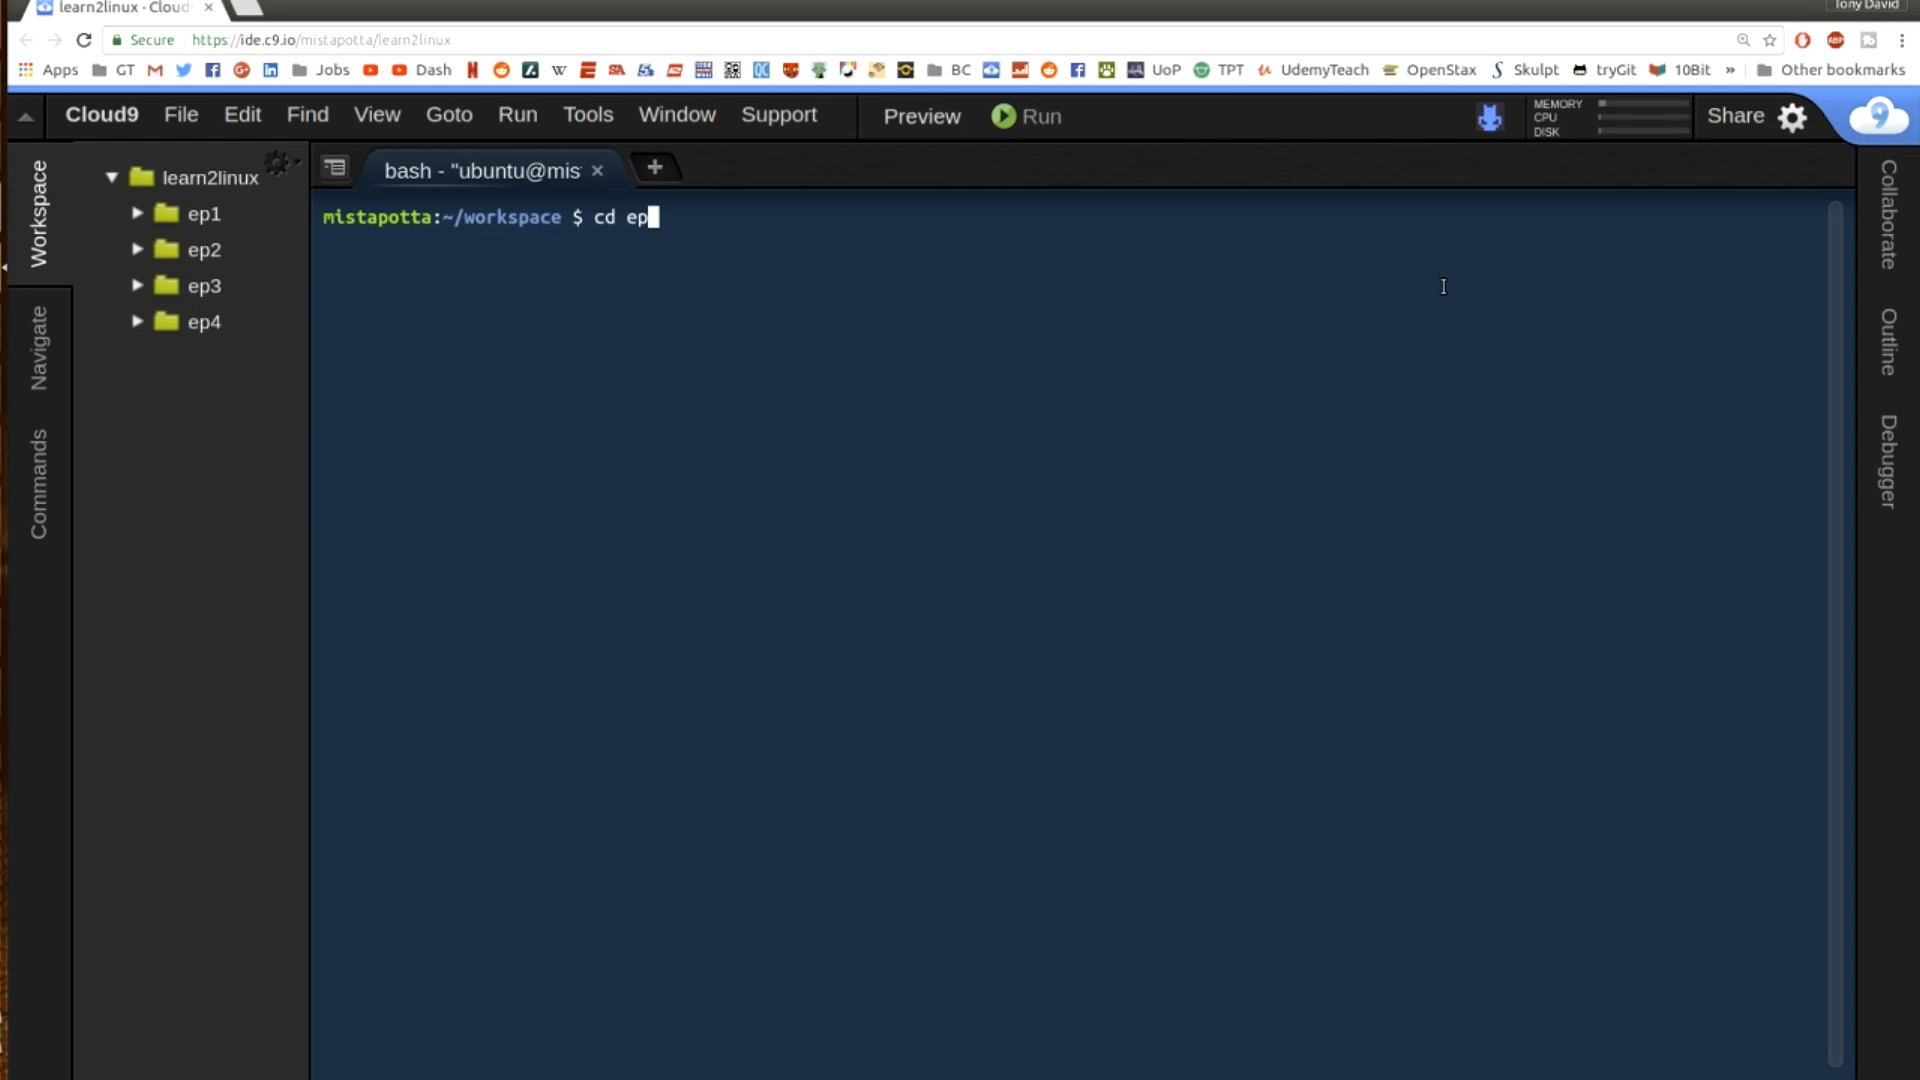 learn2linux - Cloud
Tony David
Secure https://ide.c9.io/mistapotta/learn2linux
Apps GT Jobs Dash BC UoP TPT UdemyTeach OpenStax Skulpt tryGit 10Bit » Other bookmarks
Cloud9 File Edit Find View Goto Run Tools Window Support Preview Run MEMORY CPU DISK Share
learn2linux
ep1
ep2
ep3
ep4
bash - "ubuntu@mis
mistapotta:~/workspace $ cd ep
Workspace
Navigate
Commands
Collaborate
Outline
Debugger